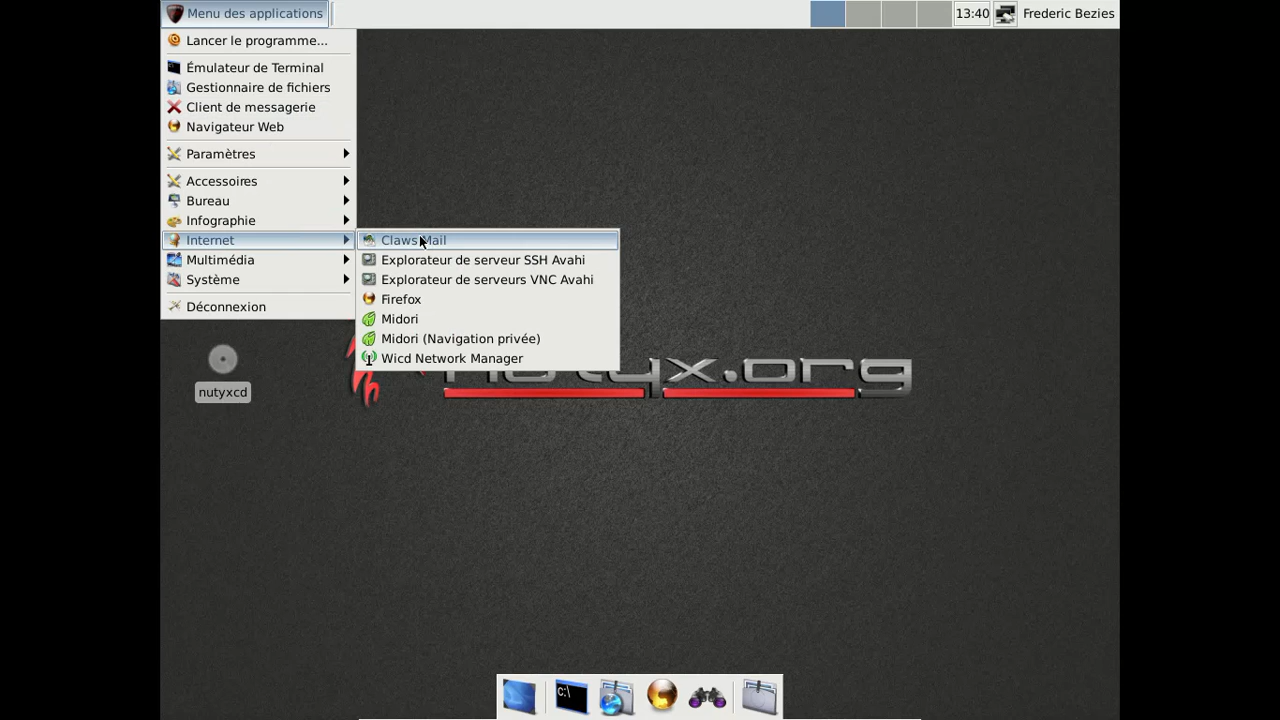 Menu des applications
13:40
Frederic Bezies
Lancer le programme...
Émulateur de Terminal
Gestionnaire de fichiers
Client de messagerie
Navigateur Web
Paramètres
Accessoires
Bureau
Infographie
Internet
Multimédia
Système
Déconnexion
Claws Mail
Explorateur de serveur SSH Avahi
Explorateur de serveurs VNC Avahi
Firefox
Midori
Midori (Navigation privée)
Wicd Network Manager
nutyx.org
nutyxcd
C:\